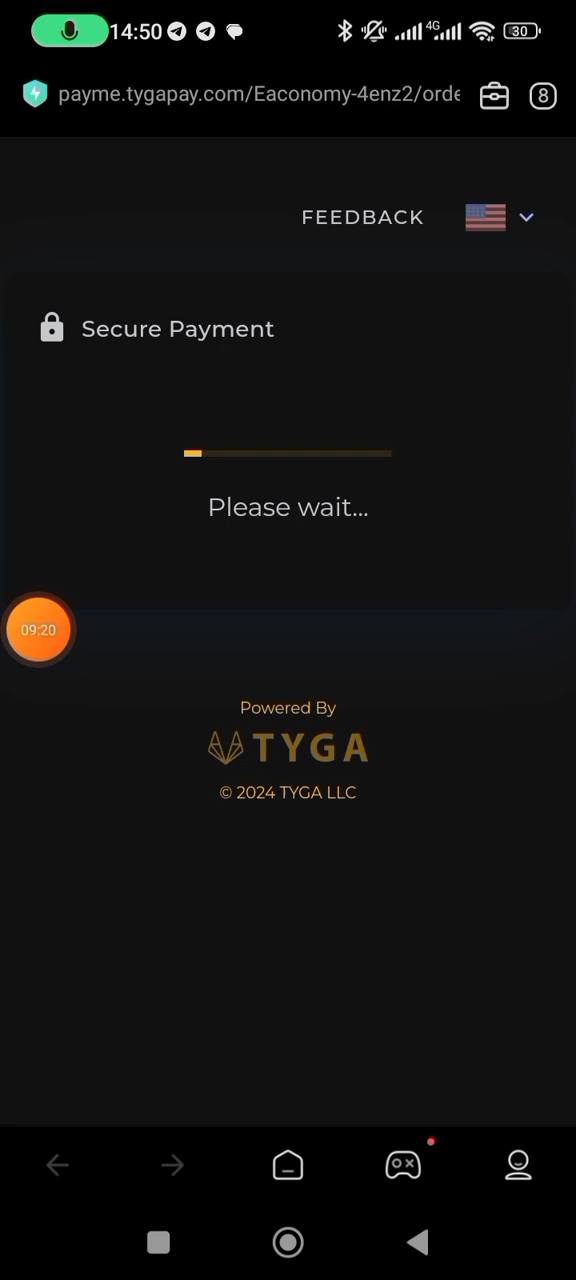 14:50
4G
30
payme.tygapay.com/Eaconomy-4enz2/orde
8
FEEDBACK
Secure Payment
Please wait...
09:20
Powered By
TYGA
© 2024 TYGA LLC